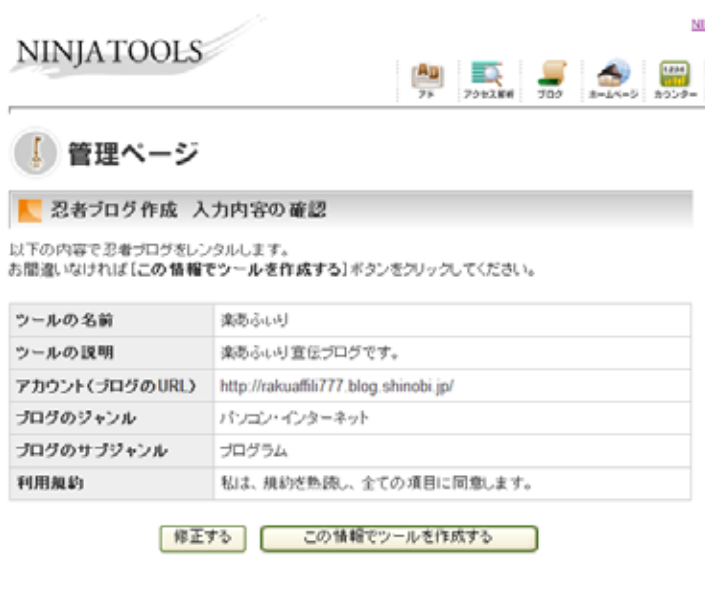 NINJATOOLS
NI
アクセス解析
ブログ
ホームページ
カウンター
管理ページ
忍者ブログ作成 入力内容の確認
以下の内容で忍者ブログをレンタルします。
お間違いなければ[この情報でツールを作成する]ボタンをクリックしてください。
ツールの名前 楽あふぃり
ツールの説明 楽あふぃり宣伝ブログです。
アカウント(ブログのURL) http://rakuaffili777.blog.shinobi.jp/
ブログのジャンル パソコン・インターネット
ブログのサブジャンル プログラム
利用規約 私は、規約を熟読し、全ての項目に同意します。
修正する この情報でツールを作成する